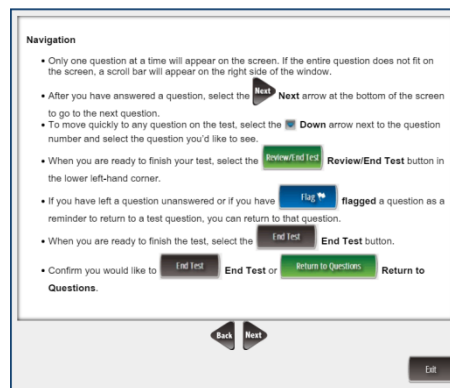 Navigation
• Only one question at a time will appear on the screen. If the entire question does not fit on
the screen, a scroll bar will appear on the right side of the window.
• After you have answered a question, select the Next Next arrow at the bottom of the screen
to go to the next question.
• To move quickly to any question on the test, select the Down arrow next to the question
number and select the question you'd like to see.
• When you are ready to finish your test, select the Review/End Test Review/End Test button in
the lower left-hand corner.
• If you have left a question unanswered or if you have Flag flagged a question as a
reminder to return to a test question, you can return to that question.
• When you are ready to finish the test, select the End Test End Test button.
• Confirm you would like to End Test End Test or Return to Questions Return to
Questions.
Back Next
Exit